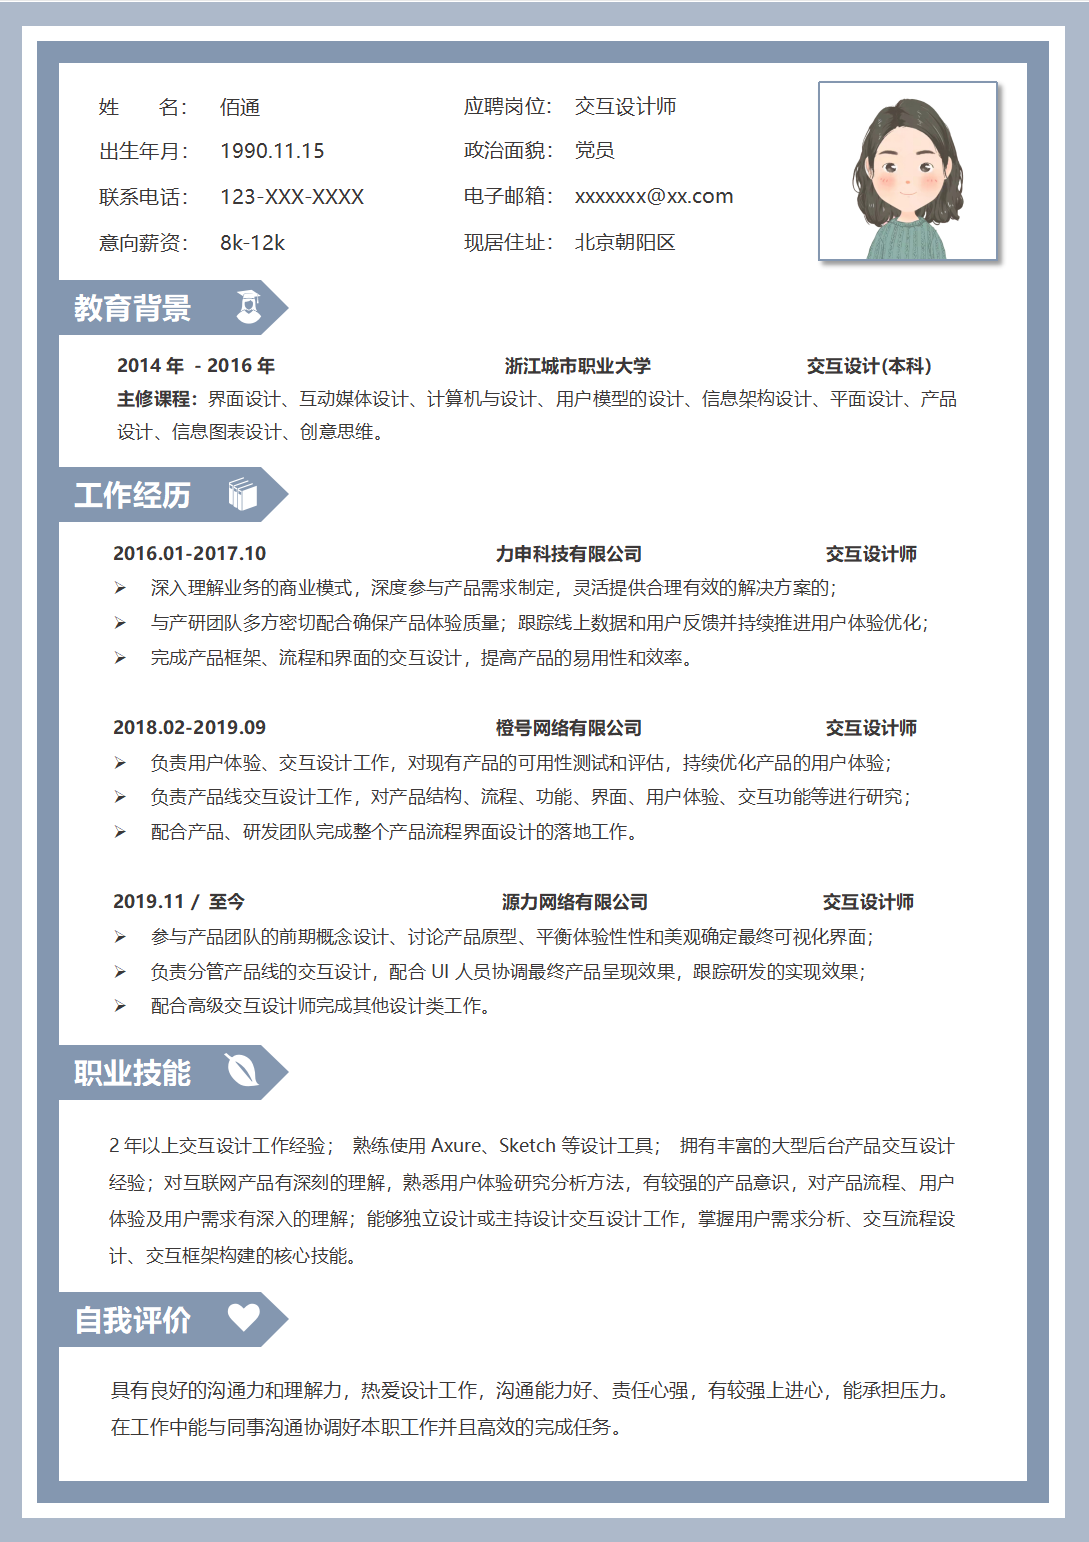 姓 名： 佰通 应聘岗位： 交互设计师
出生年月： 1990.11.15 政治面貌： 党员
联系电话： 123-XXX-XXXX 电子邮箱： xxxxxxx@xx.com
意向薪资： 8k-12k 现居住址： 北京朝阳区
教育背景
2014 年 - 2016 年 浙江城市职业大学 交互设计(本科)
主修课程：界面设计、互动媒体设计、计算机与设计、用户模型的设计、信息架构设计、平面设计、产品
设计、信息图表设计、创意思维。
工作经历
2016.01-2017.10 力申科技有限公司 交互设计师
➢ 深入理解业务的商业模式，深度参与产品需求制定，灵活提供合理有效的解决方案的；
➢ 与产研团队多方密切配合确保产品体验质量；跟踪线上数据和用户反馈并持续推进用户体验优化；
➢ 完成产品框架、流程和界面的交互设计，提高产品的易用性和效率。
2018.02-2019.09 橙号网络有限公司 交互设计师
➢ 负责用户体验、交互设计工作，对现有产品的可用性测试和评估，持续优化产品的用户体验；
➢ 负责产品线交互设计工作，对产品结构、流程、功能、界面、用户体验、交互功能等进行研究；
➢ 配合产品、研发团队完成整个产品流程界面设计的落地工作。
2019.11 / 至今 源力网络有限公司 交互设计师
➢ 参与产品团队的前期概念设计、讨论产品原型、平衡体验性性和美观确定最终可视化界面；
➢ 负责分管产品线的交互设计，配合 UI 人员协调最终产品呈现效果，跟踪研发的实现效果；
➢ 配合高级交互设计师完成其他设计类工作。
职业技能
2 年以上交互设计工作经验； 熟练使用 Axure、Sketch 等设计工具； 拥有丰富的大型后台产品交互设计
经验；对互联网产品有深刻的理解，熟悉用户体验研究分析方法，有较强的产品意识，对产品流程、用户
体验及用户需求有深入的理解；能够独立设计或主持设计交互设计工作，掌握用户需求分析、交互流程设
计、交互框架构建的核心技能。
自我评价
具有良好的沟通力和理解力，热爱设计工作，沟通能力好、责任心强，有较强上进心，能承担压力。
在工作中能与同事沟通协调好本职工作并且高效的完成任务。